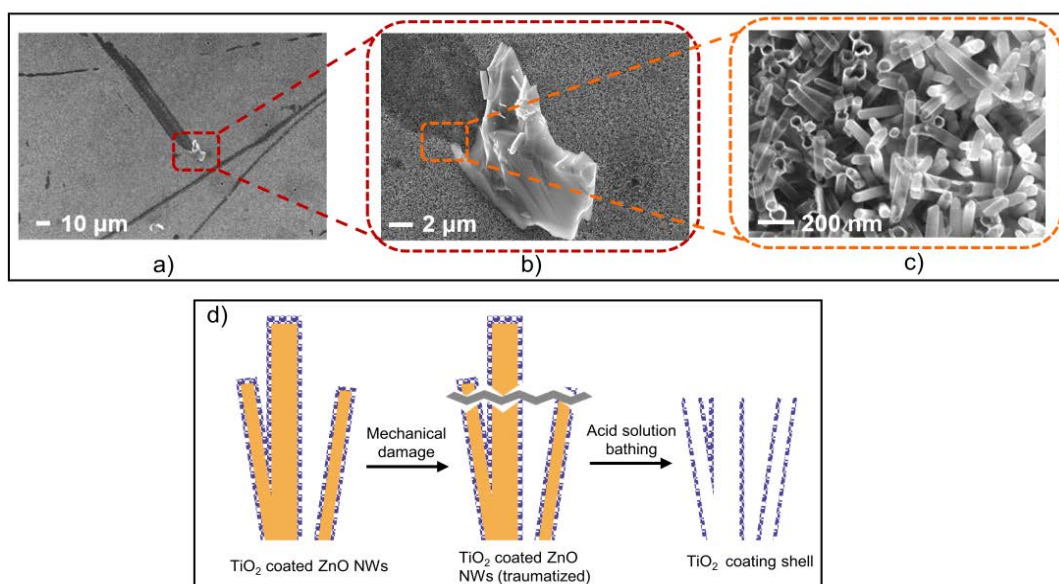 10 µm
2 µm
200 nm
a)
b)
c)
d)
Mechanical
damage
Acid solution
bathing
TiO₂ coated ZnO NWs
TiO₂ coated ZnO
NWs (traumatized)
TiO₂ coating shell